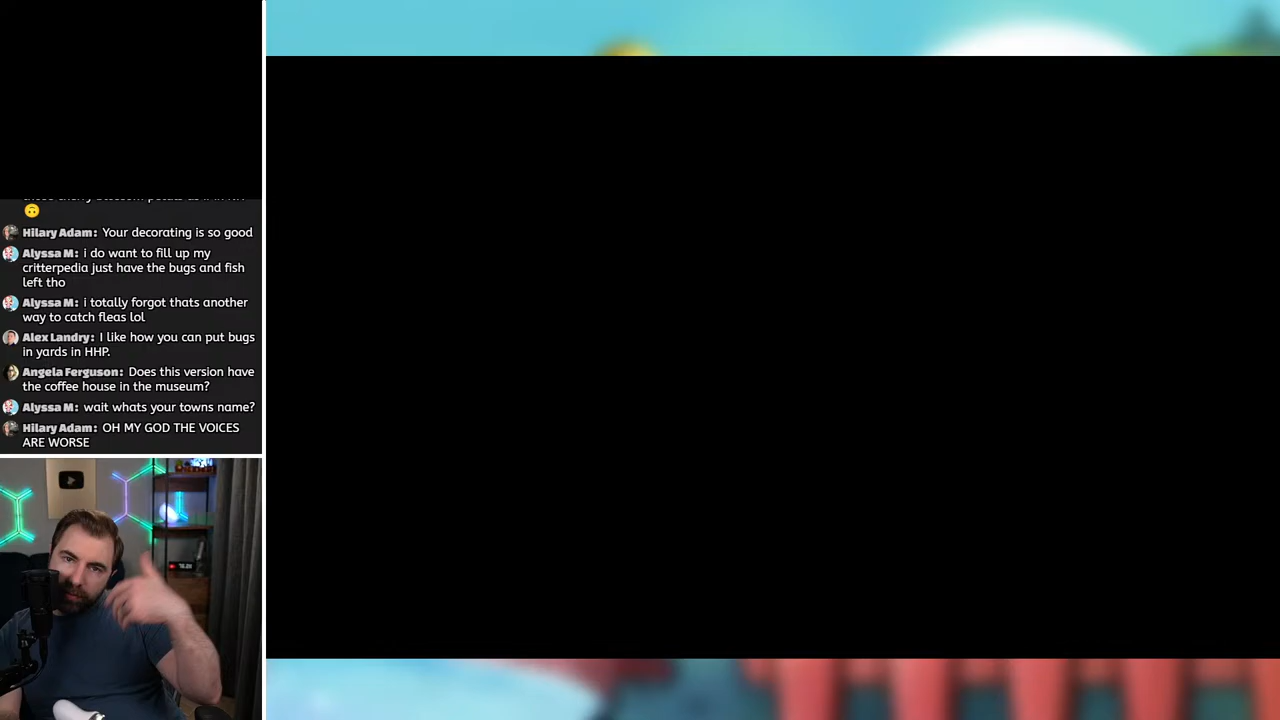 Hilary Adam: Your decorating is so good
Alyssa M: i do want to fill up my
critterpedia just have the bugs and fish
left tho
Alyssa M: i totally forgot thats another
way to catch fleas lol
Alex Landry: I like how you can put bugs
in yards in HHP.
Angela Ferguson: Does this version have
the coffee house in the museum?
Alyssa M: wait whats your towns name?
Hilary Adam: OH MY GOD THE VOICES
ARE WORSE